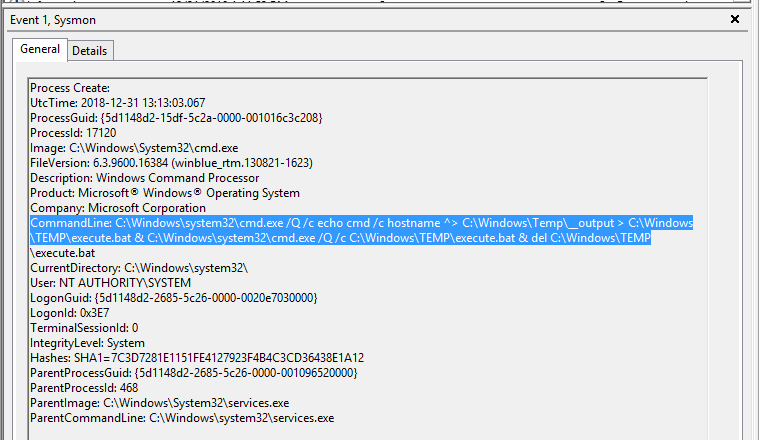 Event 1, Sysmon
General
Details
Process Create:
UtcTime: 2018-12-31 13:13:03.067
ProcessGuid: {5d1148d2-15df-5c2a-0000-001016c3c208}
ProcessId: 17120
Image: C:\Windows\System32\cmd.exe
FileVersion: 6.3.9600.16384 (winblue_rtm.130821-1623)
Description: Windows Command Processor
Product: Microsoft® Windows® Operating System
Company: Microsoft Corporation
CommandLine: C:\Windows\system32\cmd.exe /Q /c echo cmd /c hostname ^> C:\Windows\Temp\__output > C:\Windows
\TEMP\execute.bat & C:\Windows\system32\cmd.exe /Q /c C:\Windows\TEMP\execute.bat & del C:\Windows\TEMP
\execute.bat
CurrentDirectory: C:\Windows\system32\
User: NT AUTHORITY\SYSTEM
LogonGuid: {5d1148d2-2685-5c26-0000-0020e7030000}
LogonId: 0x3E7
TerminalSessionId: 0
IntegrityLevel: System
Hashes: SHA1=7C3D7281E1151FE4127923F4B4C3CD36438E1A12
ParentProcessGuid: {5d1148d2-2685-5c26-0000-001096520000}
ParentProcessId: 468
ParentImage: C:\Windows\System32\services.exe
ParentCommandLine: C:\Windows\system32\services.exe